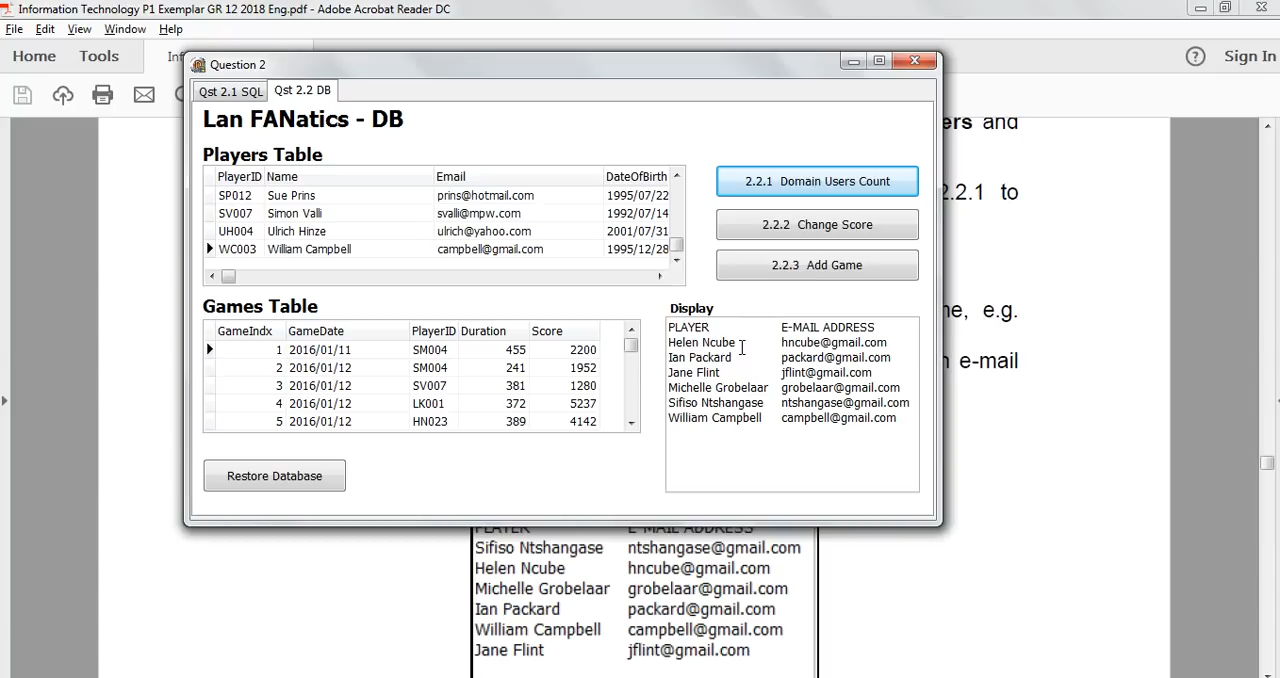 Information Technology P1 Exemplar GR 12 2018 Eng.pdf - Adobe Acrobat Reader DC
File Edit View Window Help
Home Tools Sign In
Question 2
Qst 2.1 SQL Qst 2.2 DB
Lan FANatics - DB
Players Table
PlayerID Name Email DateOfBirth
SP012 Sue Prins prins@hotmail.com 1995/07/22
SV007 Simon Valli svalli@mpw.com 1992/07/14
UH004 Ulrich Hinze ulrich@yahoo.com 2001/07/31
WC003 William Campbell campbell@gmail.com 1995/12/28
2.2.1 Domain Users Count
2.2.2 Change Score
2.2.3 Add Game
Games Table
GameIndx GameDate PlayerID Duration Score
1 2016/01/11 SM004 455 2200
2 2016/01/12 SM004 241 1952
3 2016/01/12 SV007 381 1280
4 2016/01/12 LK001 372 5237
5 2016/01/12 HN023 389 4142
Display
PLAYER E-MAIL ADDRESS
Helen Ncube hncube@gmail.com
Ian Packard packard@gmail.com
Jane Flint jflint@gmail.com
Michelle Grobelaar grobelaar@gmail.com
Sifiso Ntshangase ntshangase@gmail.com
William Campbell campbell@gmail.com
Restore Database
and
2.2.1 to
e.g.
e-mail
PLAYER E-MAIL ADDRESS
Sifiso Ntshangase ntshangase@gmail.com
Helen Ncube hncube@gmail.com
Michelle Grobelaar grobelaar@gmail.com
Ian Packard packard@gmail.com
William Campbell campbell@gmail.com
Jane Flint jflint@gmail.com